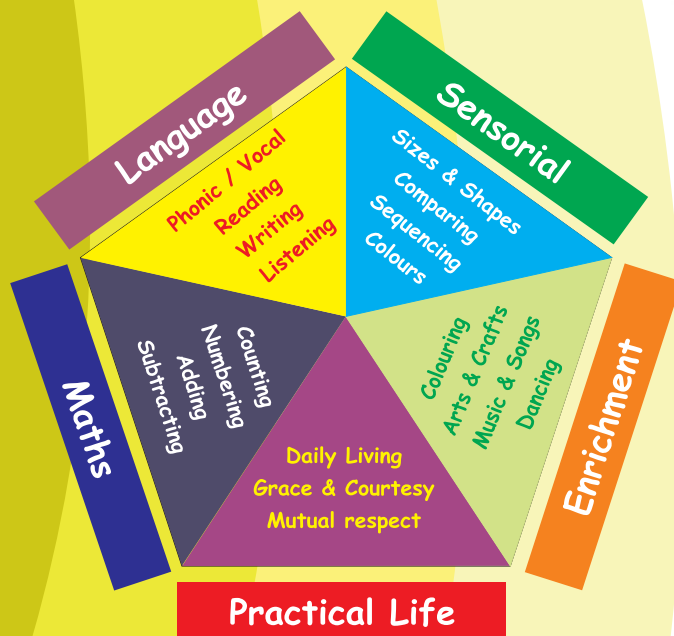 Language
Phonic / Vocal
Reading
Writing
Listening
Sensorial
Sizes & Shapes
Comparing
Sequencing
Colours
Enrichment
Colouring
Arts & Crafts
Music & Songs
Dancing
Practical Life
Daily Living
Grace & Courtesy
Mutual respect
Maths
Counting
Numbering
Adding
Subtracting